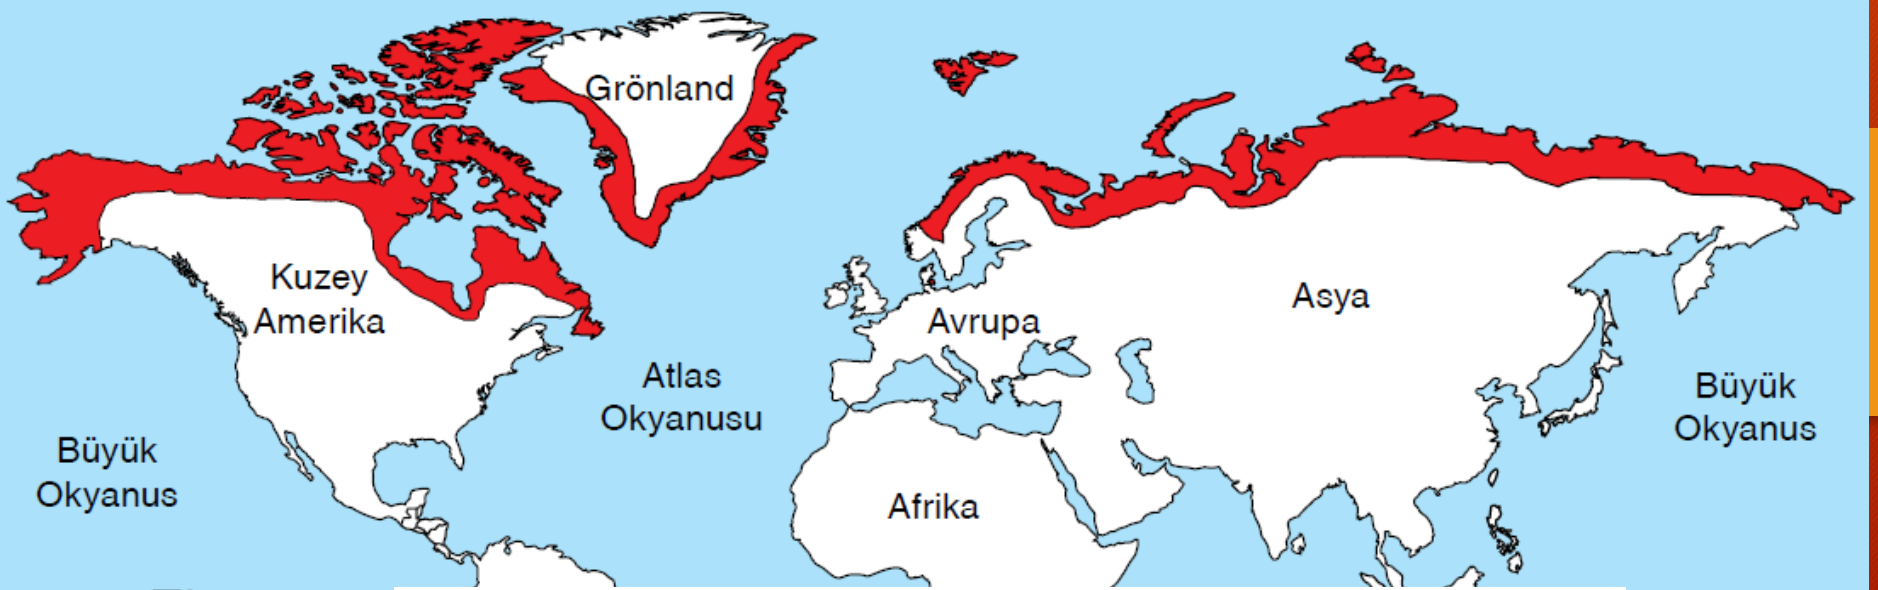 Grönland
Kuzey
Amerika
Avrupa
Asya
Atlas
Okyanusu
Büyük
Okyanus
Büyük
Okyanus
Afrika